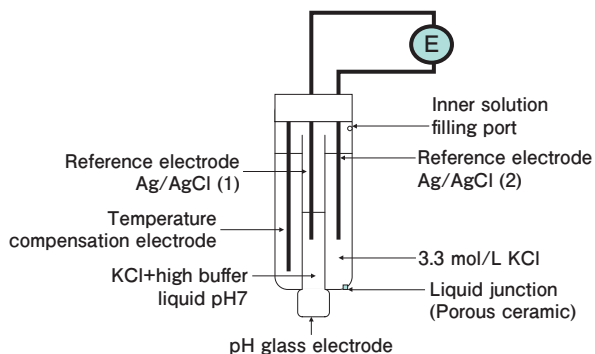 E
Inner solution
filling port
Reference electrode
Ag/AgCl (1)
Reference electrode
Ag/AgCl (2)
Temperature
compensation electrode
KCl+high buffer
liquid pH7
3.3 mol/L KCl
Liquid junction
(Porous ceramic)
pH glass electrode